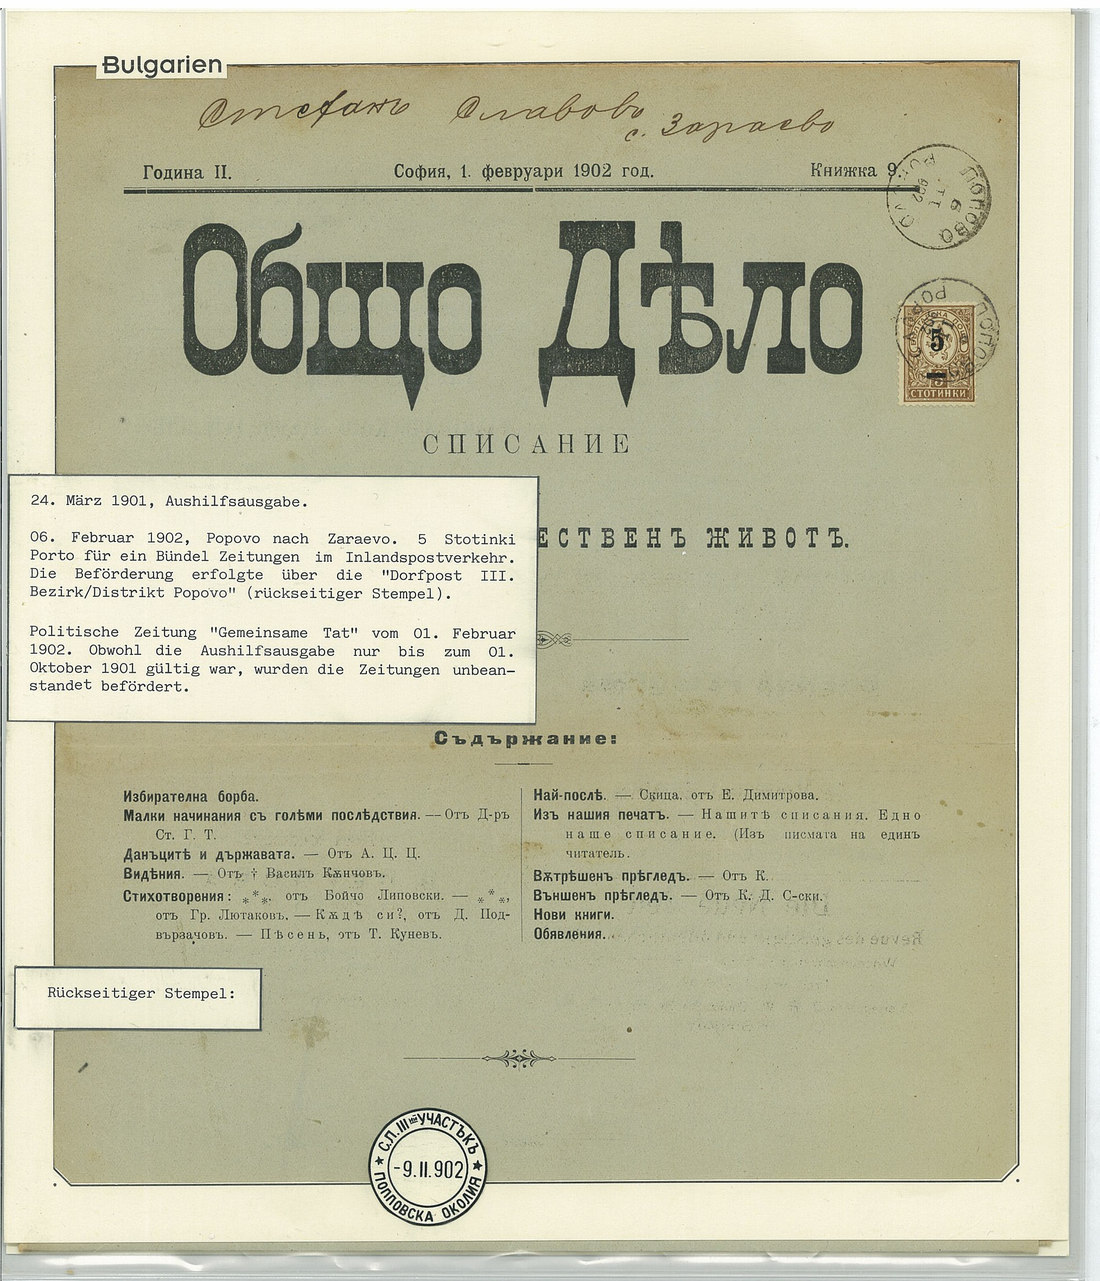 Bulgarien
Стефанъ Славовъ
с. Зараево
Година II.
София, 1. февруари 1902 год.
Книжка 9.
ПОПОВО
6
Общо Дѣло
5
СТОТИНКИ
СПИСАНИЕ
ЕСТВЕНЪ ЖИВОТЪ.
24. März 1901, Aushilfsausgabe.
06. Februar 1902, Popovo nach Zaraevo. 5 Stotinki
Porto für ein Bündel Zeitungen im Inlandspostverkehr.
Die Beförderung erfolgte über die "Dorfpost III.
Bezirk/Distrikt Popovo" (rückseitiger Stempel).
Politische Zeitung "Gemeinsame Tat" vom 01. Februar
1902. Obwohl die Aushilfsausgabe nur bis zum 01.
Oktober 1901 gültig war, wurden die Zeitungen unbean-
standet befördert.
Съдържание:
Избирателна борба.
Малки начинания съ голѣми послѣдствия. — Отъ Д-ръ
Ст. Г. Т.
Данъцитѣ и държавата. — Отъ А. Ц. Ц.
Видѣния. — Отъ † Василъ Кѫнчовъ.
Стихотворения: ***, отъ Бойчо Липовски. — ***,
отъ Гр. Лютаковъ. — Кѫдѣ си?, отъ Д. Под-
вързачовъ. — Пѣсень, отъ Т. Куневъ.
Най-послѣ. — Скица, отъ Е. Димитрова.
Изъ нашия печатъ. — Нашитѣ списания. Едно
наше списание. (Изъ писмата на единъ
читатель.
Вѫтрѣшенъ прѣгледъ. — Отъ К.
Външенъ прѣгледъ. — Отъ К. Д. С-ски.
Нови книги.
Обявления.
Rückseitiger Stempel:
С.П. IIIий УЧАСТЪКЪ
-9.II.902
ПОПОВСКА ОКОЛИЯ